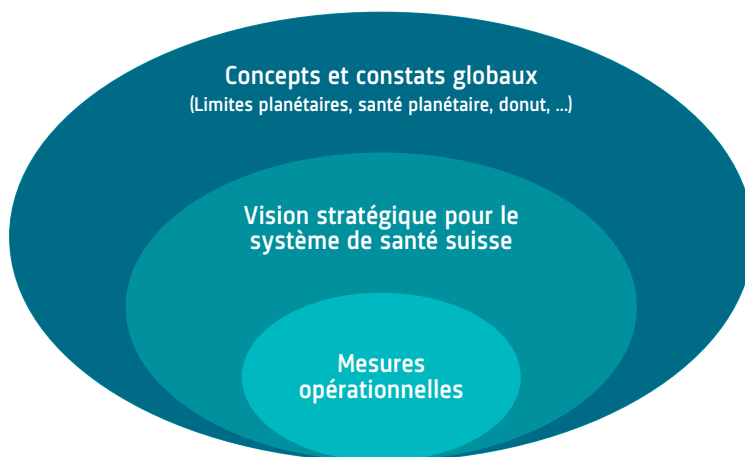 Concepts et constats globaux
(Limites planétaires, santé planétaire, donut, ...)
Vision stratégique pour le
système de santé suisse
Mesures
opérationnelles